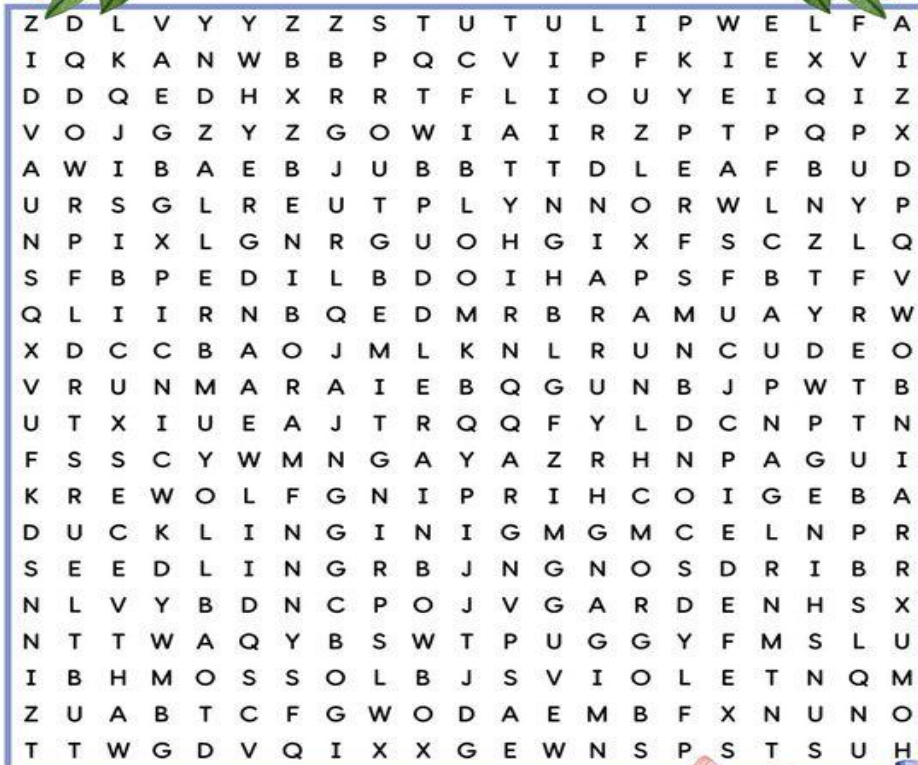 Z D L V Y Y Z Z S T U T U L I P W E L F A
I Q K A N W B B P Q C V I P F K I E X V I
D D Q E D H X R R T F L I O U Y E I Q I Z
V O J G Z Y Z G O W I A I R Z P T P Q P X
A W I B A E B J U B B T T D L E A F B U D
U R S G L R E U T P L Y N N O R W L N Y P
N P I X L G N R G U O H G I X F S C Z L Q
S F B P E D I L B D O I H A P S F B T F V
Q L I I R N B Q E D M R B R A M U A Y R W
X D C C B A O J M L K N L R U N C U D E O
V R U N M A R A I E B Q G U N B J P W T B
U T X I U E A J T R Q Q F Y L D C N P T N
F S S C Y W M N G A Y A Z R H N P A G U I
K R E W O L F G N I P R I H C O I G E B A
D U C K L I N G I N I G M G M C E L N P R
S E E D L I N G R B J N G N O S D R I B R
N L V Y B D N C P O J V G A R D E N H S X
N T T W A Q Y B S W T P U G G Y F M S L U
I B H M O S S O L B J S V I O L E T N Q M
Z U A B T C F G W O D A E M B F X N U N O
T T W G D V Q I X X G E W N S P S T S U H